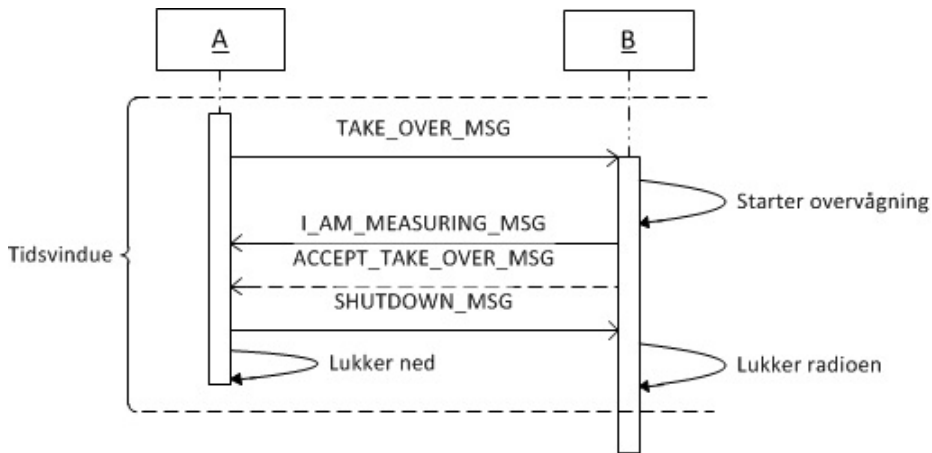 A
B
TAKE_OVER_MSG
Starter overvågning
I_AM_MEASURING_MSG
Tidsvindue
ACCEPT_TAKE_OVER_MSG
SHUTDOWN_MSG
Lukker ned
Lukker radioen